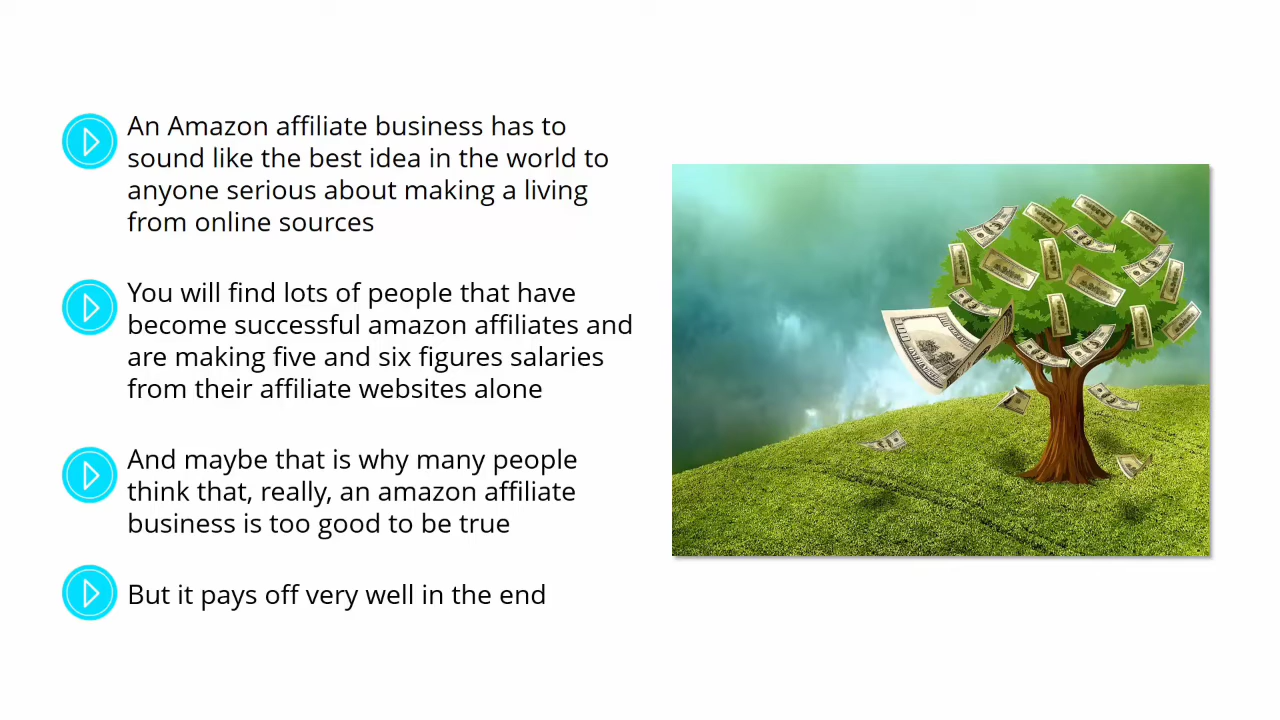 An Amazon affiliate business has to
sound like the best idea in the world to
anyone serious about making a living
from online sources
You will find lots of people that have
become successful amazon affiliates and
are making five and six figures salaries
from their affiliate websites alone
And maybe that is why many people
think that, really, an amazon affiliate
business is too good to be true
But it pays off very well in the end